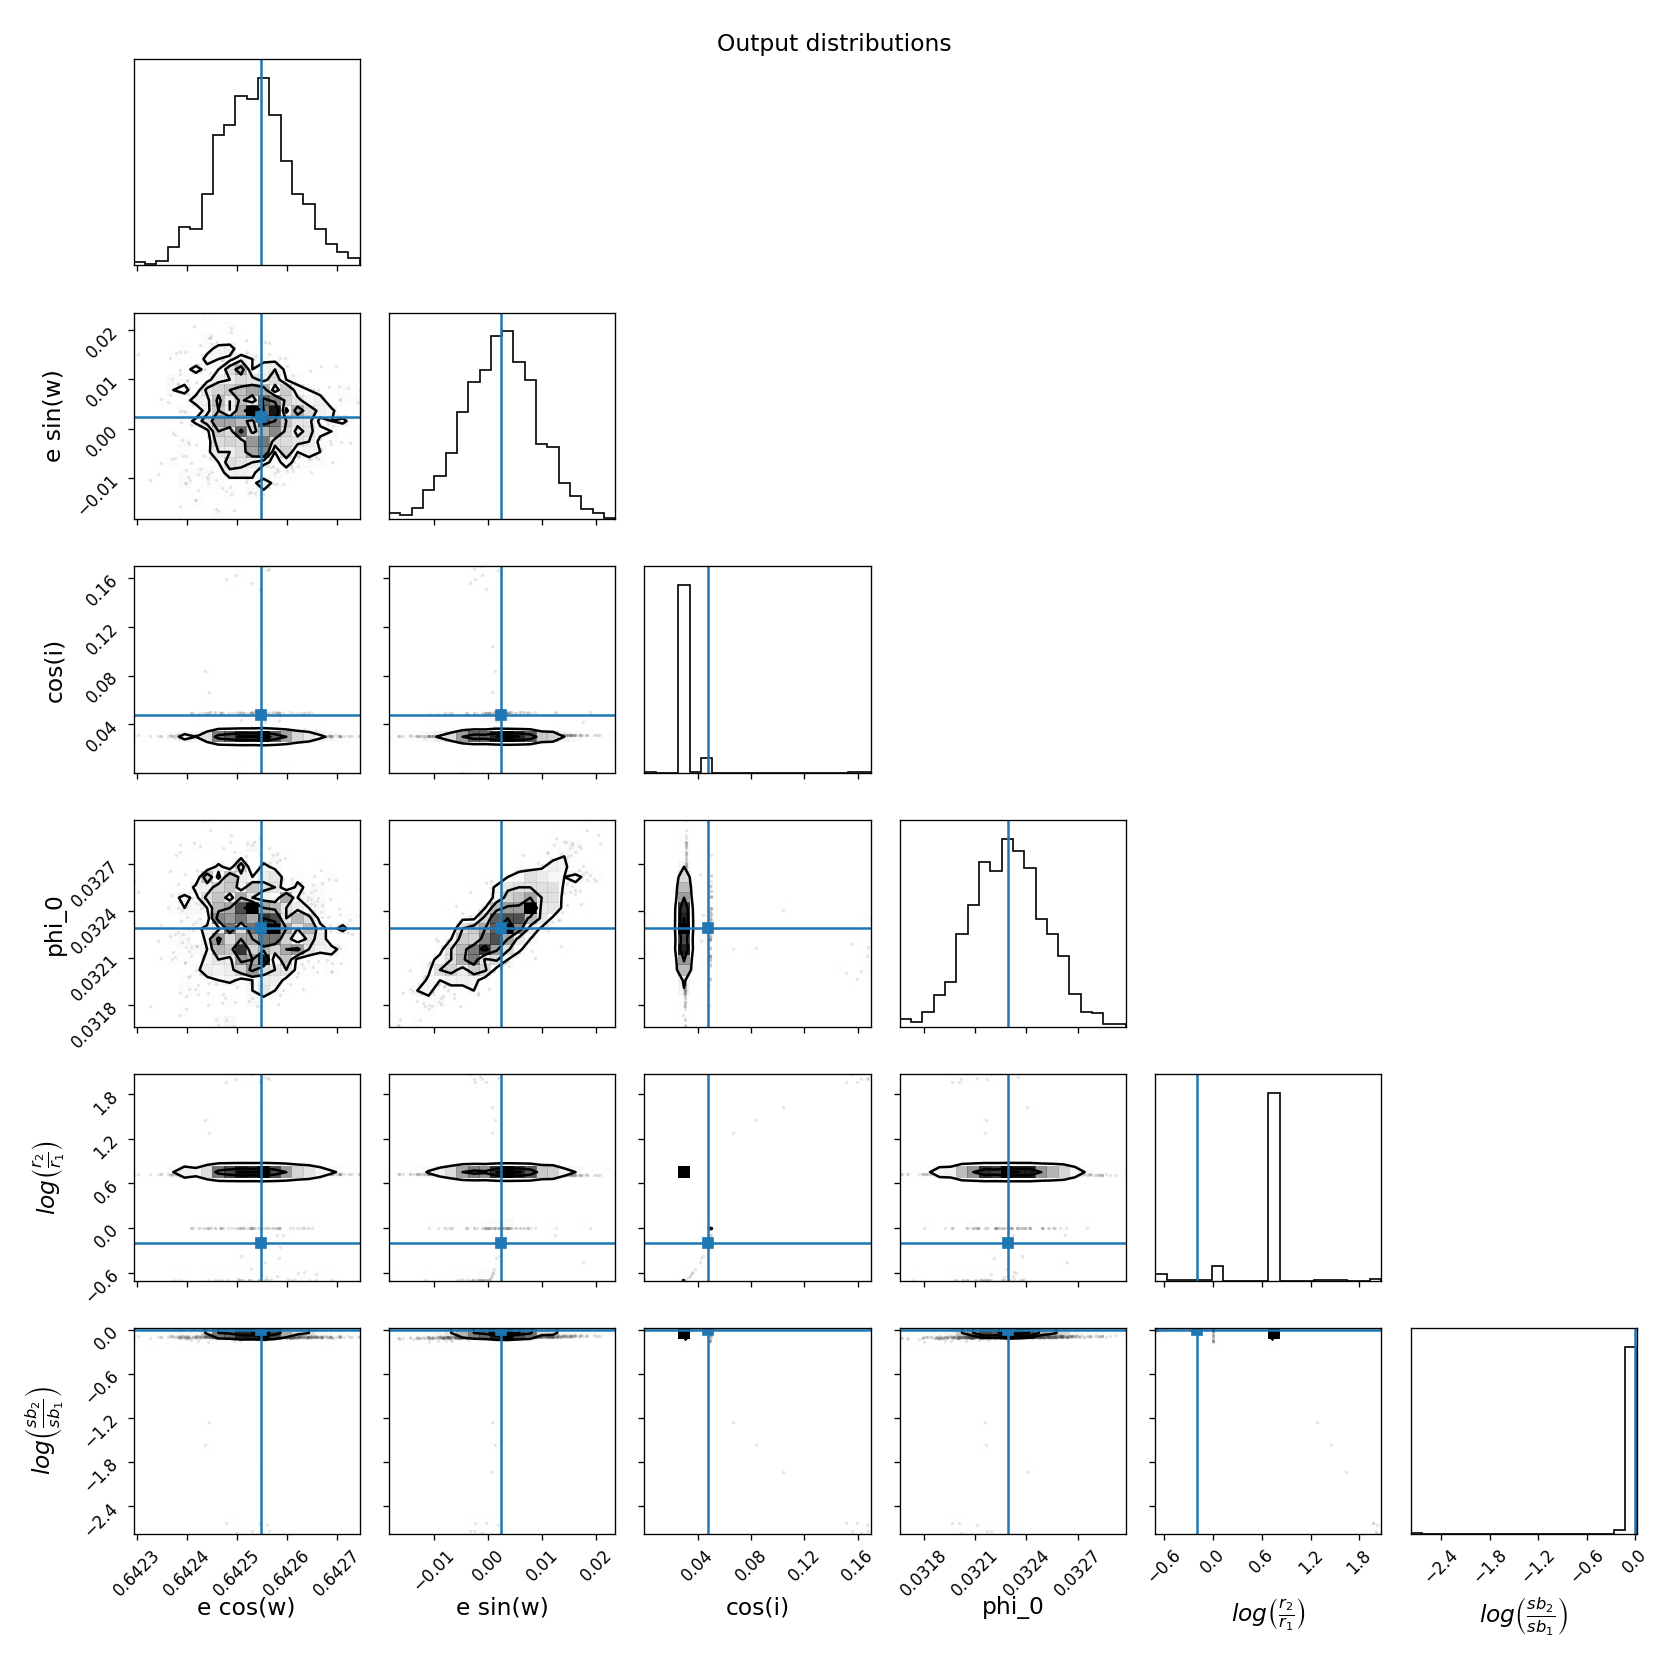 Output distributions
e sin(w)
0.02
0.01
0.00
−0.01
cos(i)
0.16
0.12
0.08
0.04
phi_0
0.0327
0.0324
0.0321
0.0318
log(r₂/r₁)
1.8
1.2
0.6
0.0
−0.6
log(sb₂/sb₁)
0.0
−0.6
−1.2
−1.8
−2.4
0.6423 0.6424 0.6425 0.6426 0.6427
−0.01 0.00 0.01 0.02
0.04 0.08 0.12 0.16
0.0318 0.0321 0.0324 0.0327
−0.6 0.0 0.6 1.2 1.8
−2.4 −1.8 −1.2 −0.6 0.0
e cos(w)
e sin(w)
cos(i)
phi_0
log(r₂/r₁)
log(sb₂/sb₁)